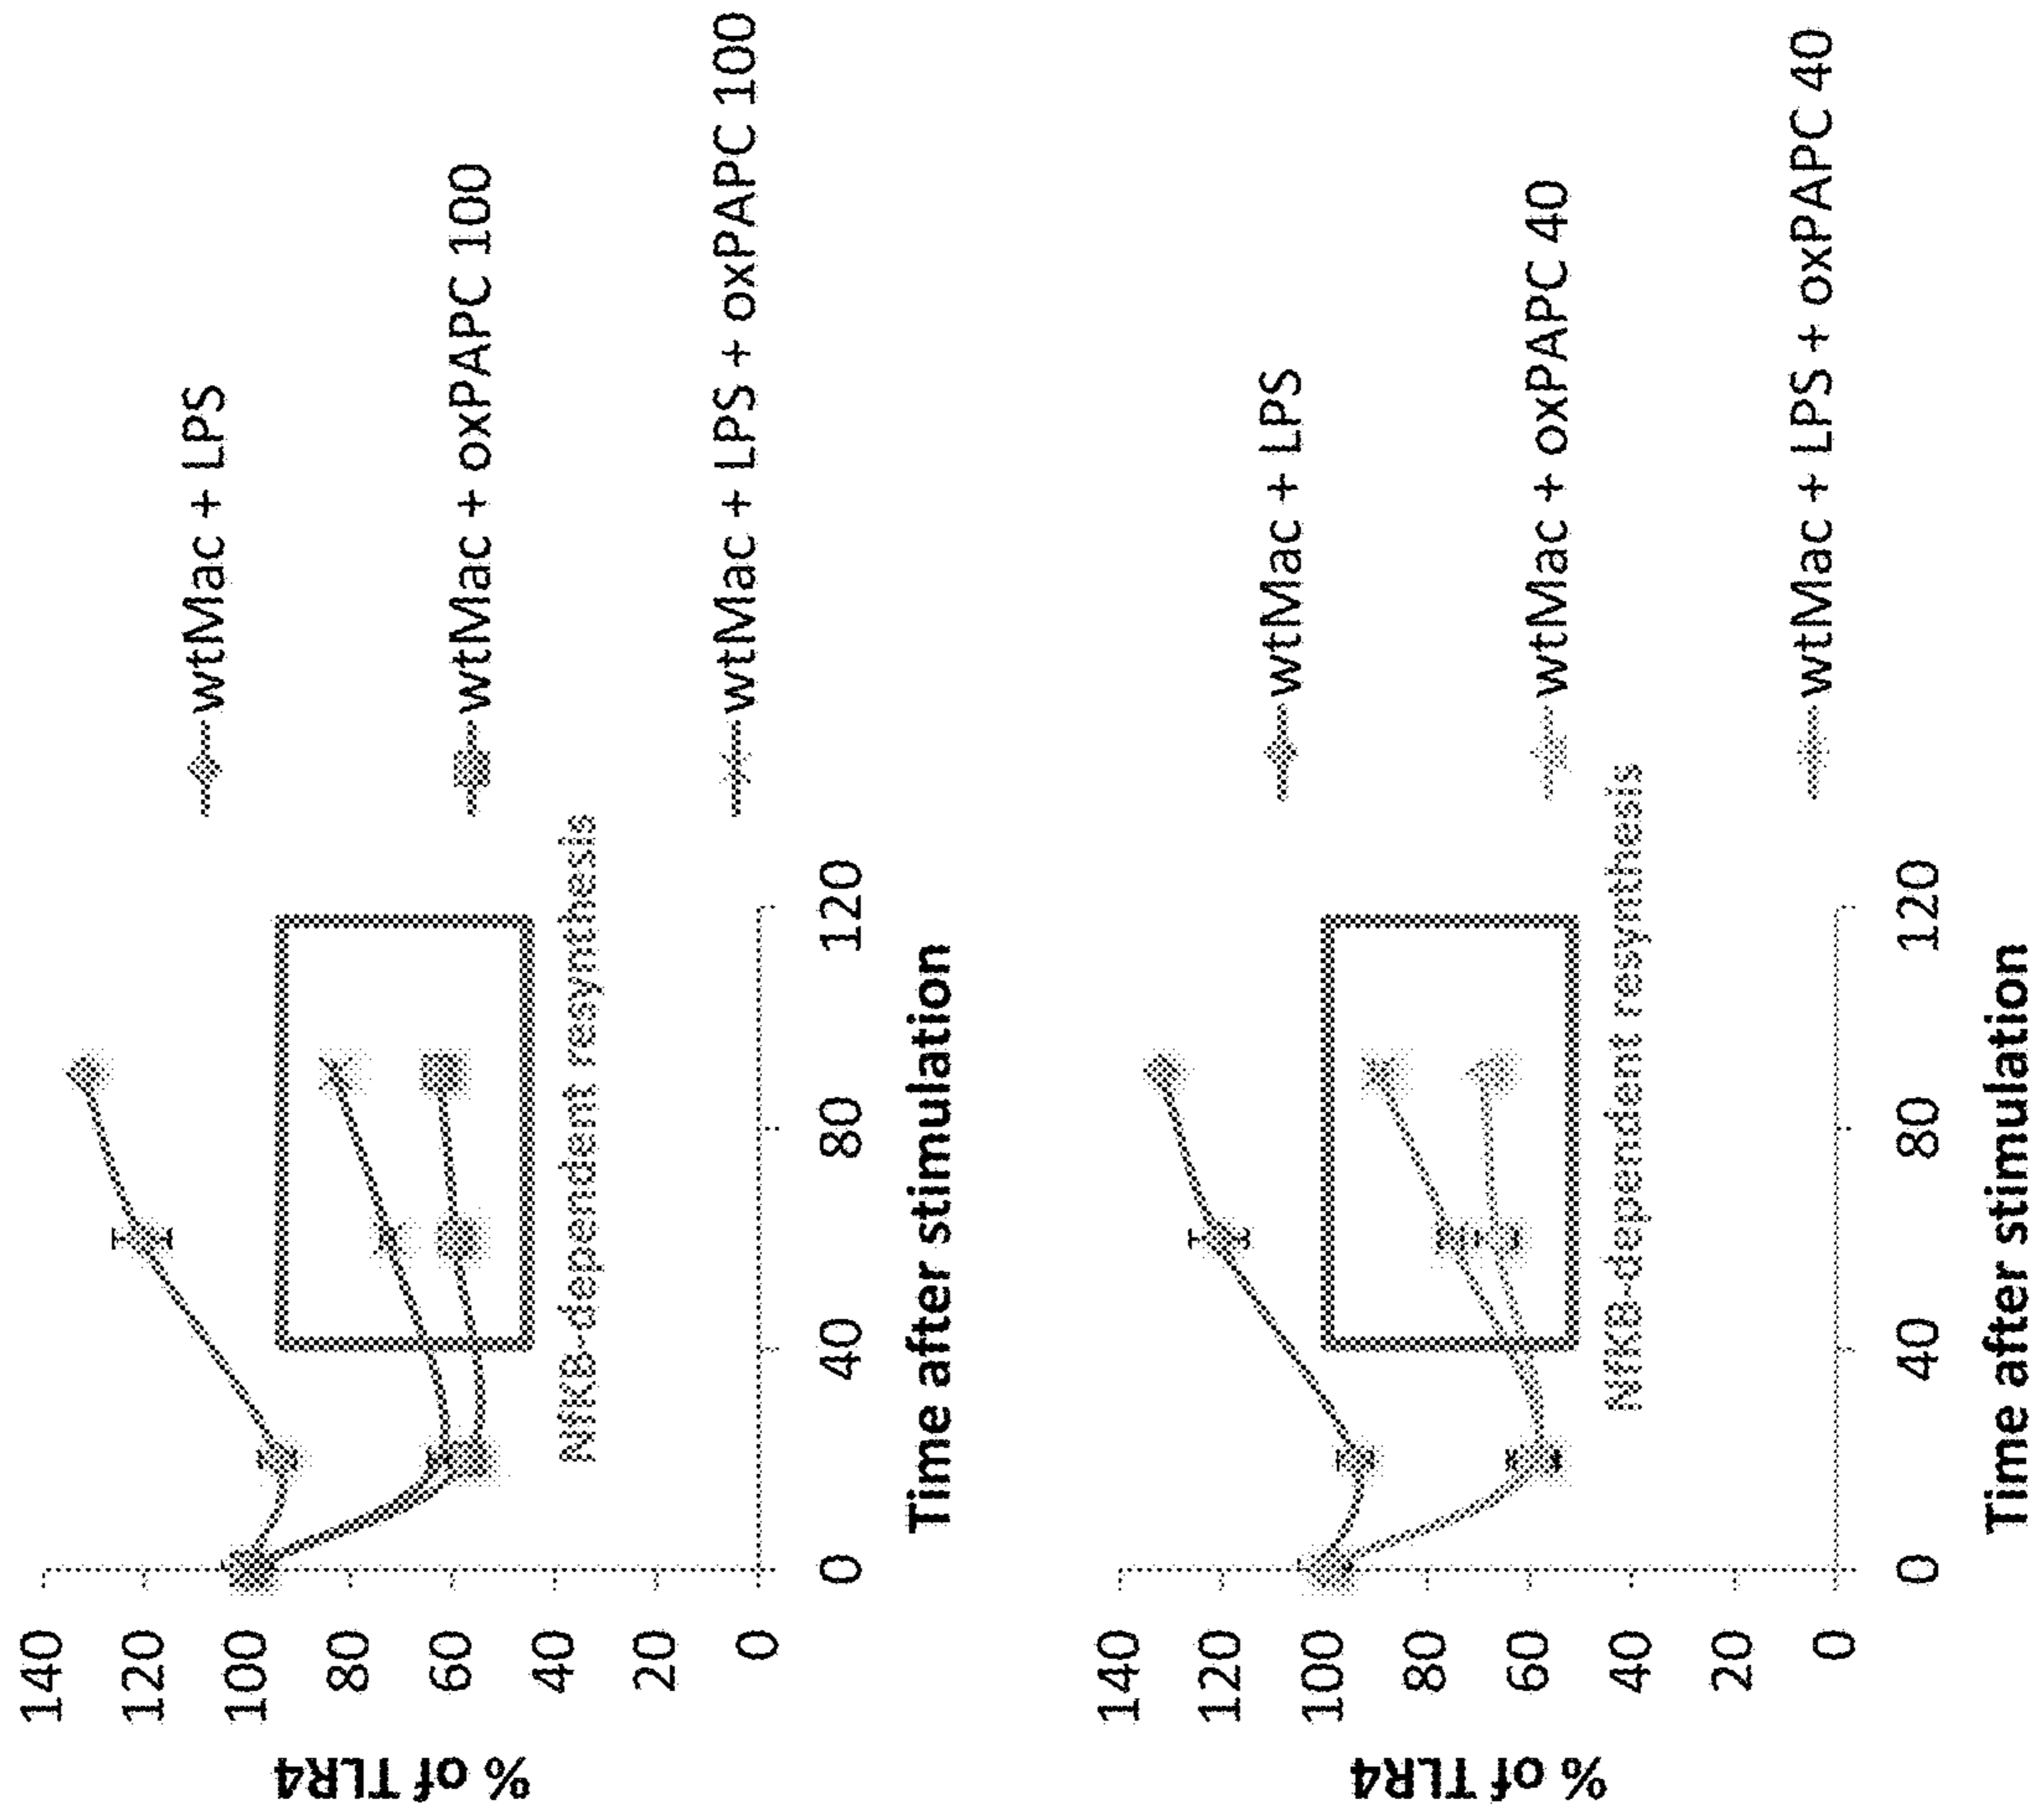 % of TLR4
140
120
100
80
60
40
20
0
0
40
80
120
Time after stimulation
NfKB-dependent resynthesis
wtMac + LPS
wtMac + oxPAPC 100
wtMac + LPS + oxPAPC 100
% of TLR4
140
120
100
80
60
40
20
0
0
40
80
120
Time after stimulation
NfKB-dependent resynthesis
wtMac + LPS
wtMac + oxPAPC 40
wtMac + LPS + oxPAPC 40